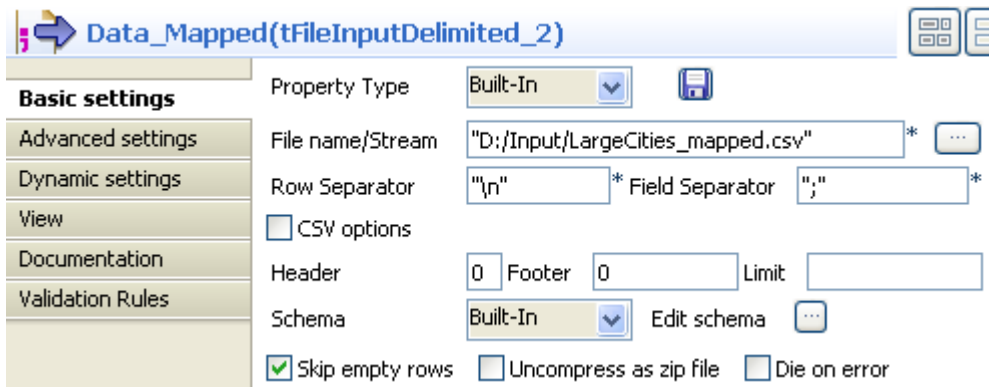 Data_Mapped(tFileInputDelimited_2)
Basic settings
Advanced settings
Dynamic settings
View
Documentation
Validation Rules
Property Type Built-In
File name/Stream "D:/Input/LargeCities_mapped.csv" * ...
Row Separator "\n" * Field Separator ";" *
CSV options
Header 0 Footer 0 Limit
Schema Built-In Edit schema ...
Skip empty rows Uncompress as zip file Die on error